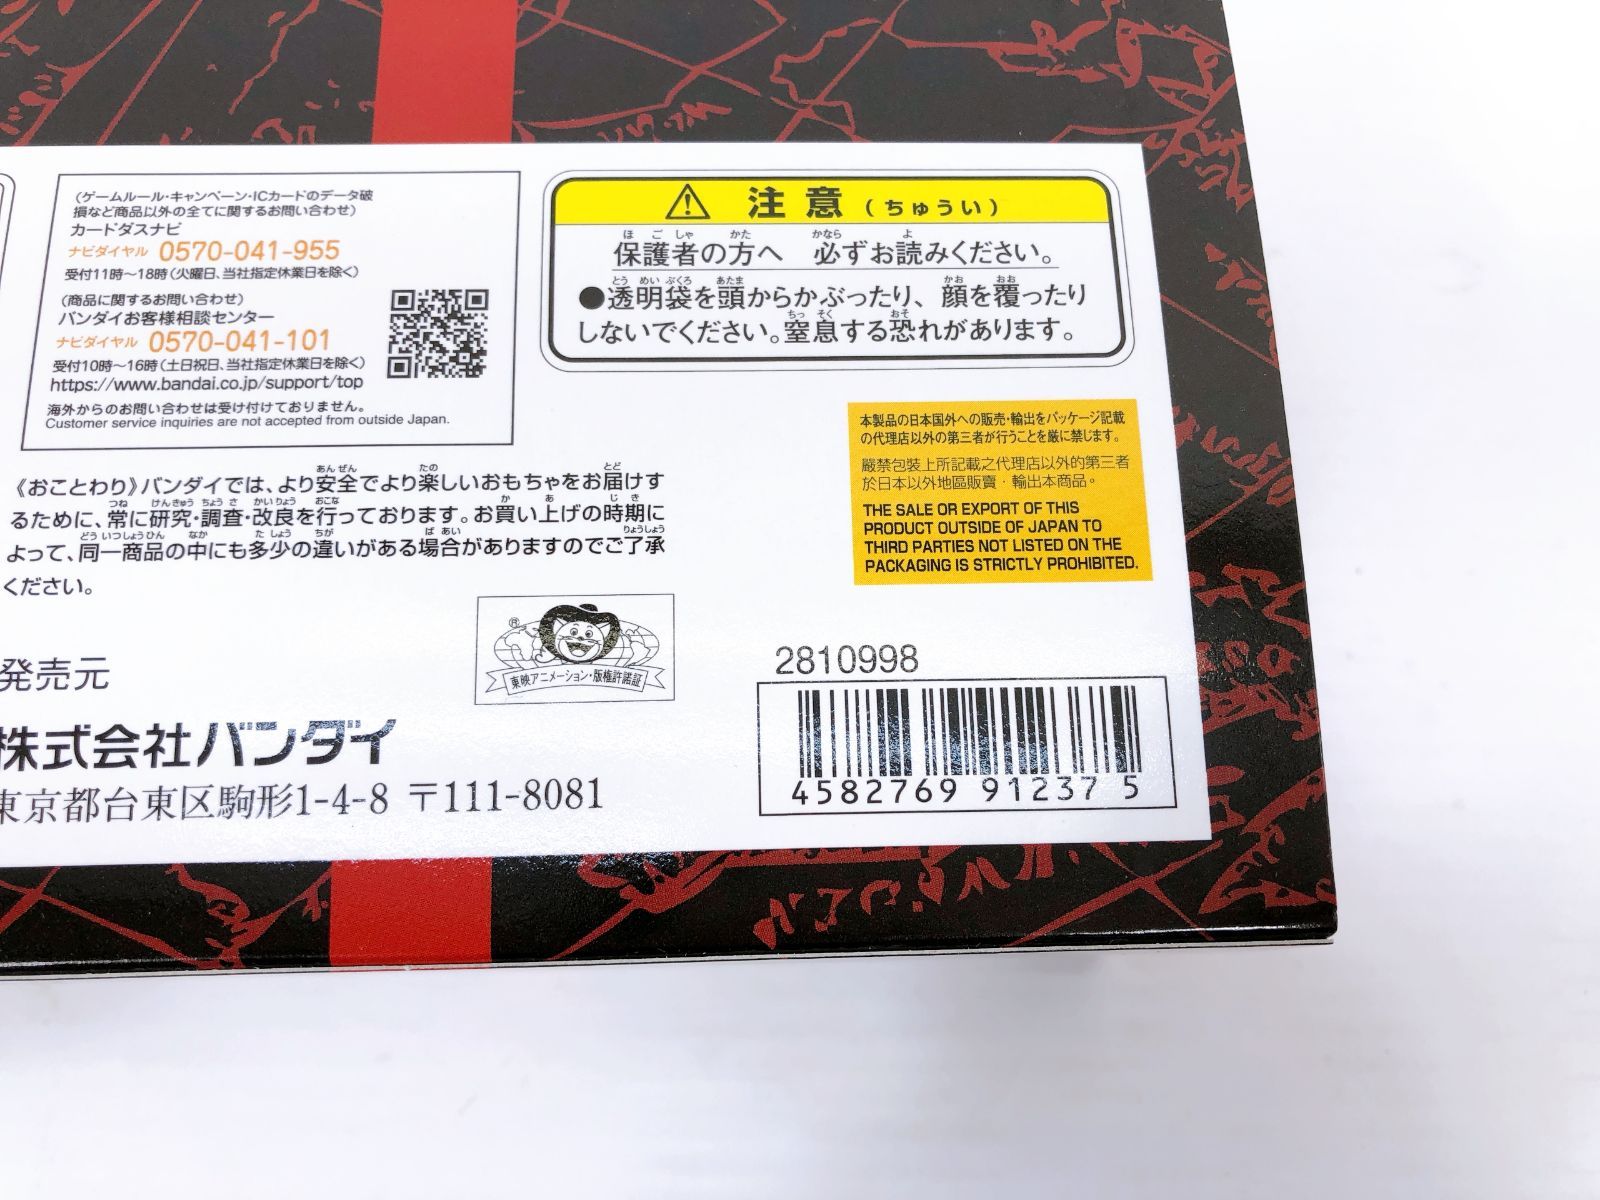 (ゲームルール・キャンペーン・ICカードのデータ破
損など商品以外の全てに関するお問い合わせ)
カードダスナビ
ナビダイヤル 0570-041-955
受付11時〜18時(火曜日、当社指定休業日を除く)
(商品に関するお問い合わせ)
バンダイお客様相談センター
ナビダイヤル 0570-041-101
受付10時〜16時(土日祝日、当社指定休業日を除く)
https://www.bandai.co.jp/support/top
海外からのお問い合わせは受け付けておりません。
Customer service inquiries are not accepted from outside Japan.
注意(ちゅうい)
保護者の方へ 必ずお読みください。
●透明袋を頭からかぶったり、顔を覆ったり
しないでください。窒息する恐れがあります。
本製品の日本国外への販売・輸出をパッケージ記載
の代理店以外の第三者が行うことを厳に禁じます。
嚴禁包裝上所記載之代理店以外的第三者
於日本以外地區販賣・輸出本商品。
THE SALE OR EXPORT OF THIS
PRODUCT OUTSIDE OF JAPAN TO
THIRD PARTIES NOT LISTED ON THE
PACKAGING IS STRICTLY PROHIBITED.
《おことわり》バンダイでは、より安全でより楽しいおもちゃをお届けす
るために、常に研究・調査・改良を行っております。お買い上げの時期に
よって、同一商品の中にも多少の違いがある場合がありますのでご了承
ください。
東映アニメーション・版権許諾証
発売元
株式会社バンダイ
東京都台東区駒形1-4-8 〒111-8081
2810998
4582769 91237 5